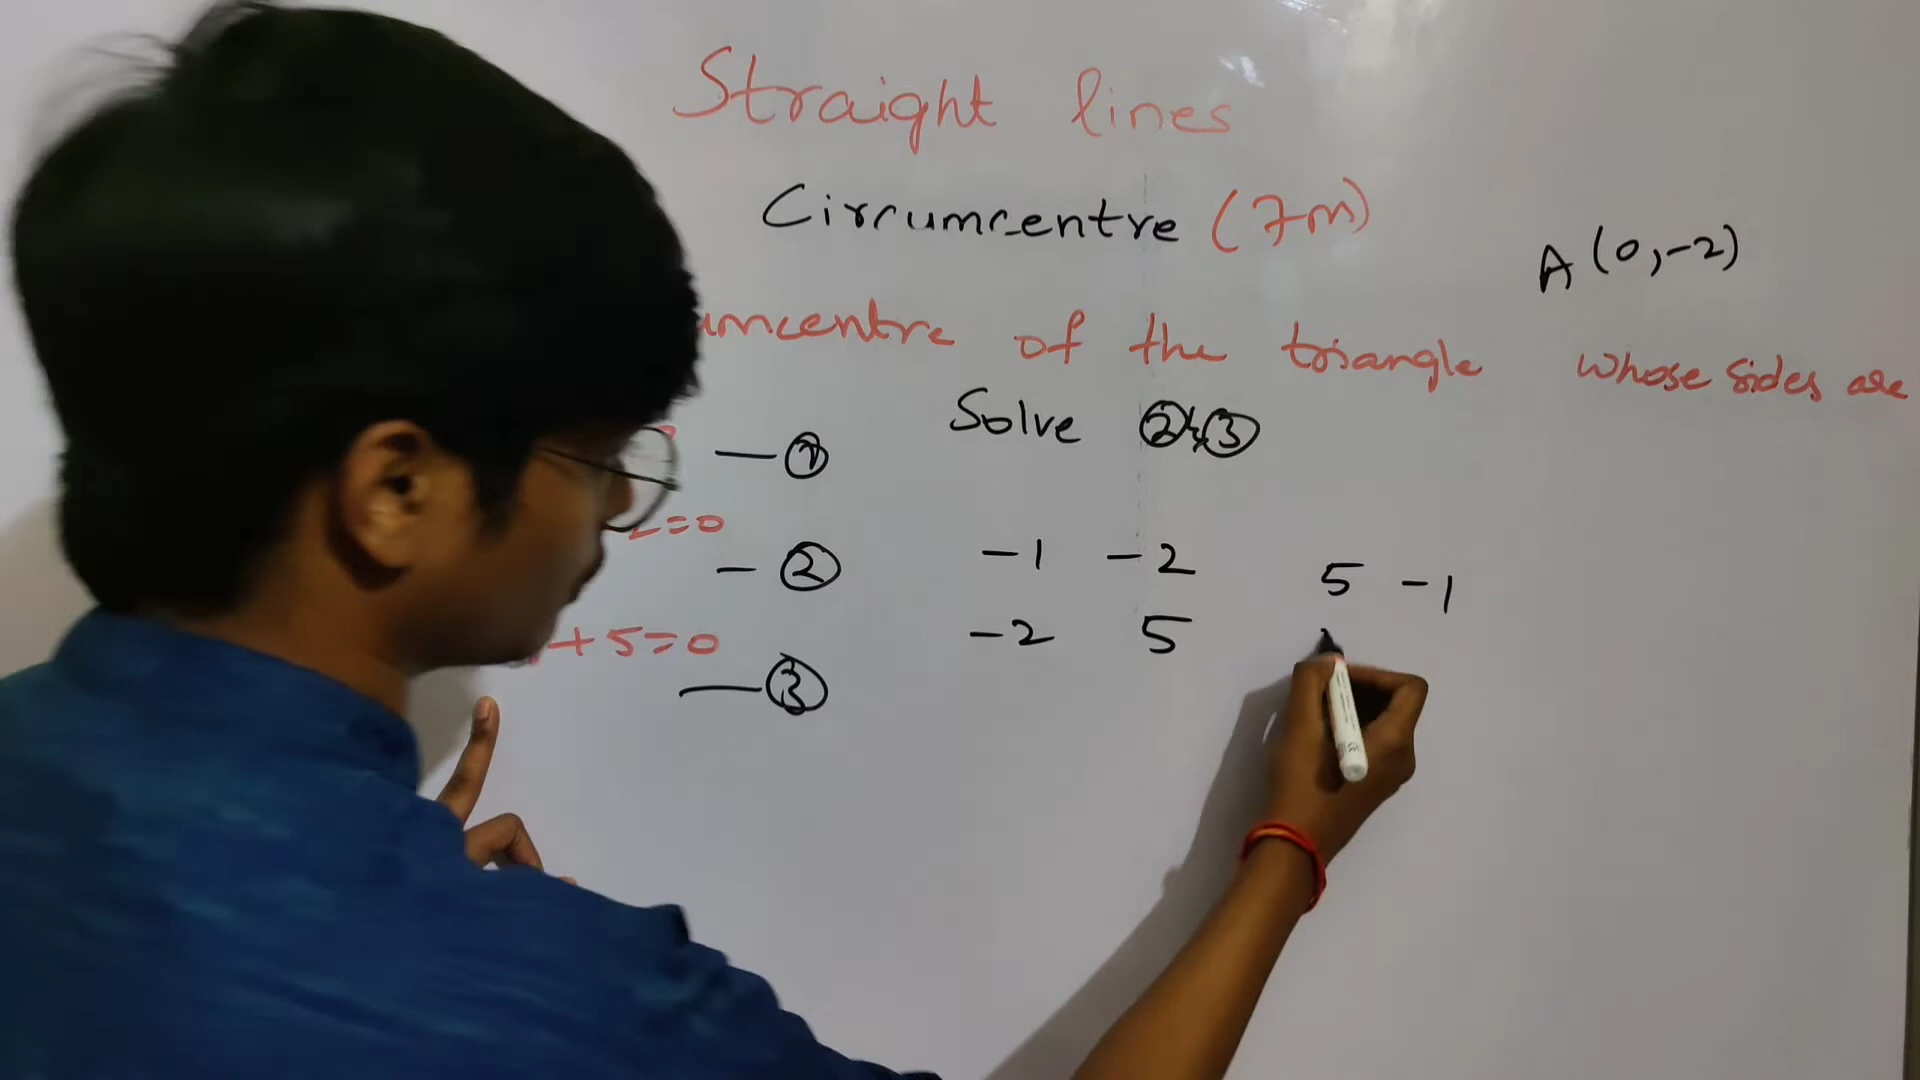 Straight lines
Circumcentre (7m)
A (0,-2)
umcentre of the triangle whose sides are
Solve ②&③
— ①
2=0
— ②
-1 -2 5 -1
-2 5
+5=0
— ③